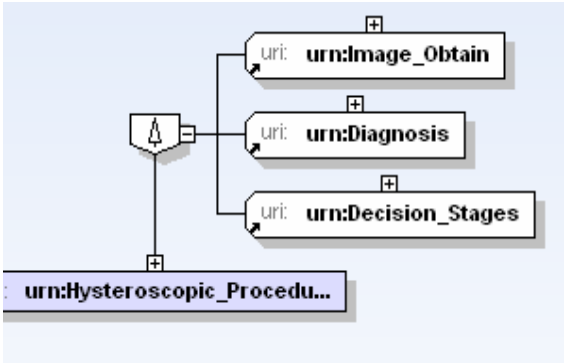 uri: urn:Image_Obtain
uri: urn:Diagnosis
uri: urn:Decision_Stages
: urn:Hysteroscopic_Procedu...